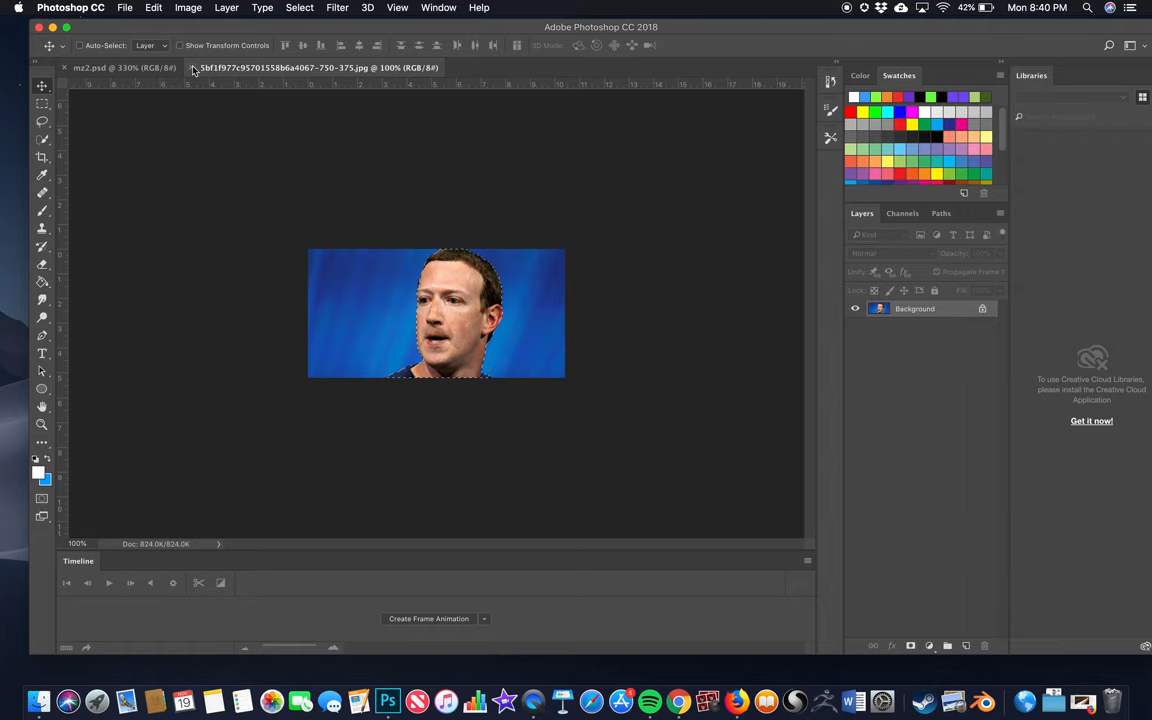 Photoshop CC File Edit Image Layer Type Select Filter 3D View Window Help 42% Mon 8:40 PM
Adobe Photoshop CC 2018
Auto-Select: Layer Show Transform Controls 3D Mode:
mz2.psd @ 330% (RGB/8#) 5bf1f977c95701558b6a4067-750-375.jpg @ 100% (RGB/8#)
Color Swatches
Libraries
Layers Channels Paths
Kind
Normal Opacity: 100%
Unify: Propagate Frame 1
Lock: Fill: 100%
Background
To use Creative Cloud Libraries,
please install the Creative Cloud
Application
Get it now!
100% Doc: 824.0K/824.0K
Timeline
Create Frame Animation
NOV
19